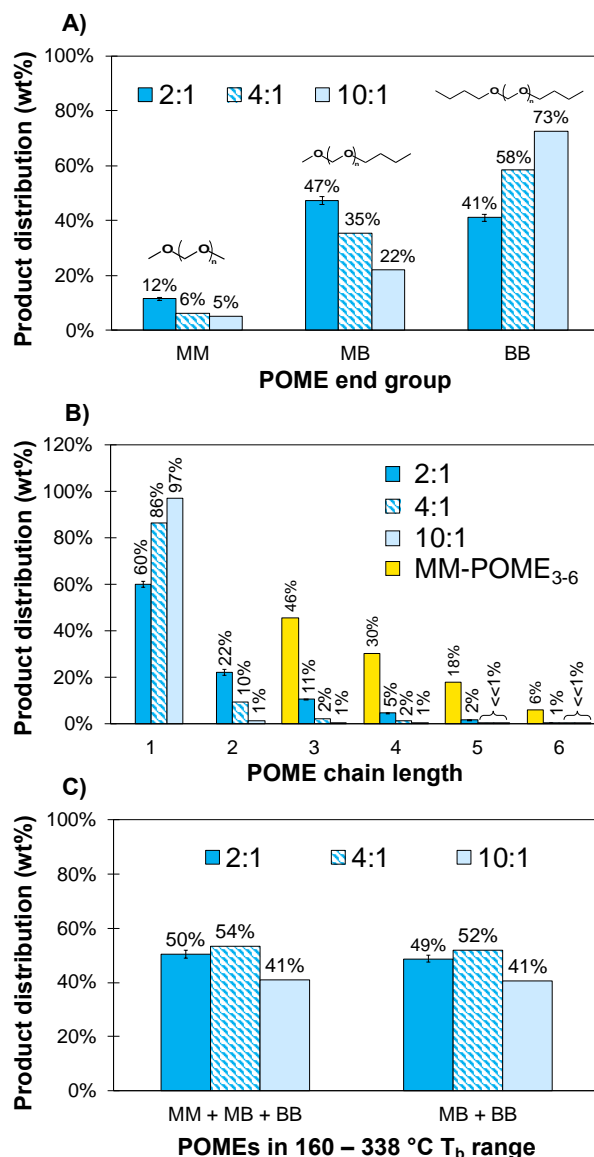 A)
Product distribution (wt%)
100%
80%
60%
40%
20%
0%
2:1 4:1 10:1
O O n
O O n
O O n
12% 6% 5%
47% 35% 22%
41% 58% 73%
MM MB BB
POME end group
B)
Product distribution (wt%)
120%
100%
80%
60%
40%
20%
0%
2:1
4:1
10:1
MM-POME3-6
60% 86% 97%
22% 10% 1%
46% 11% 2% 1%
30% 5% 2% 1%
18% 2% <<1%
6% 1% <<1%
1 2 3 4 5 6
POME chain length
C)
Product distribution (wt%)
100%
80%
60%
40%
20%
0%
2:1 4:1 10:1
50% 54% 41%
49% 52% 41%
MM + MB + BB MB + BB
POMEs in 160 – 338 °C Tb range